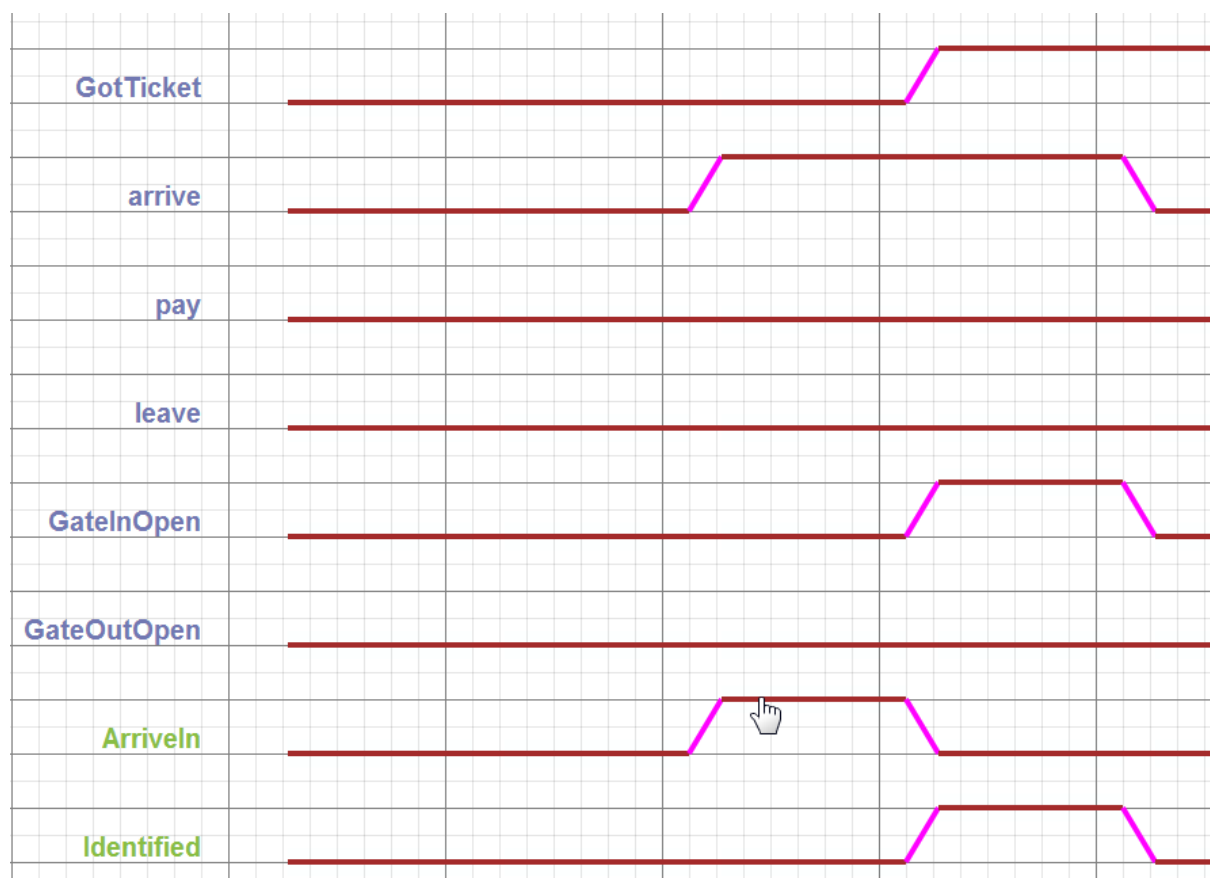 GotTicket
arrive
pay
leave
GateInOpen
GateOutOpen
ArriveIn
Identified